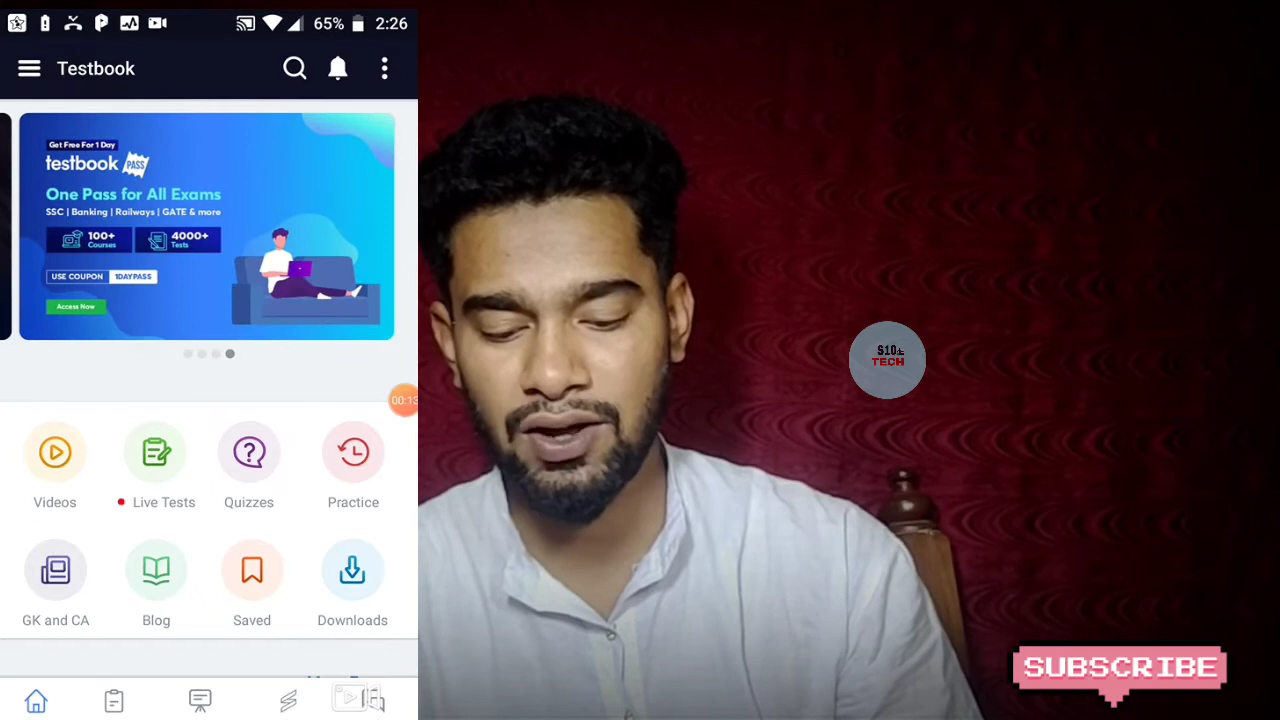 65% 2:26
Testbook
Get Free For 1 Day
testbook PASS
One Pass for All Exams
SSC | Banking | Railways | GATE & more
100+
Courses
4000+
Tests
USE COUPON 1DAYPASS
Access Now
00:13
Videos
Live Tests
Quizzes
Practice
GK and CA
Blog
Saved
Downloads
TECH
SUBSCRIBE